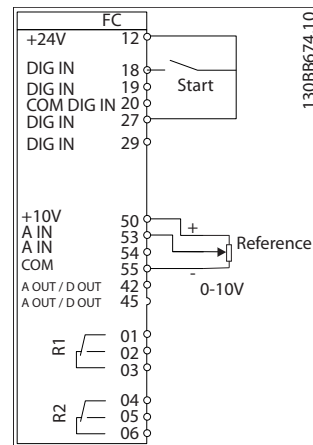 FC
+24V 12
DIG IN 18
DIG IN 19
COM DIG IN 20
DIG IN 27
DIG IN 29
Start
+10V 50
A IN 53
A IN 54
COM 55
A OUT / D OUT 42
A OUT / D OUT 45
+
-
Reference
0-10V
R1
01
02
03
R2
04
05
06
130BB674.10